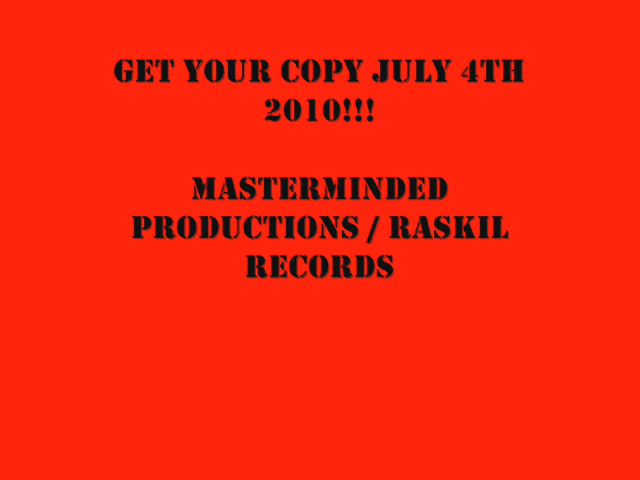 GET YOUR COPY JULY 4TH
2010!!!
MASTERMINDED
PRODUCTIONS / RASKIL
RECORDS